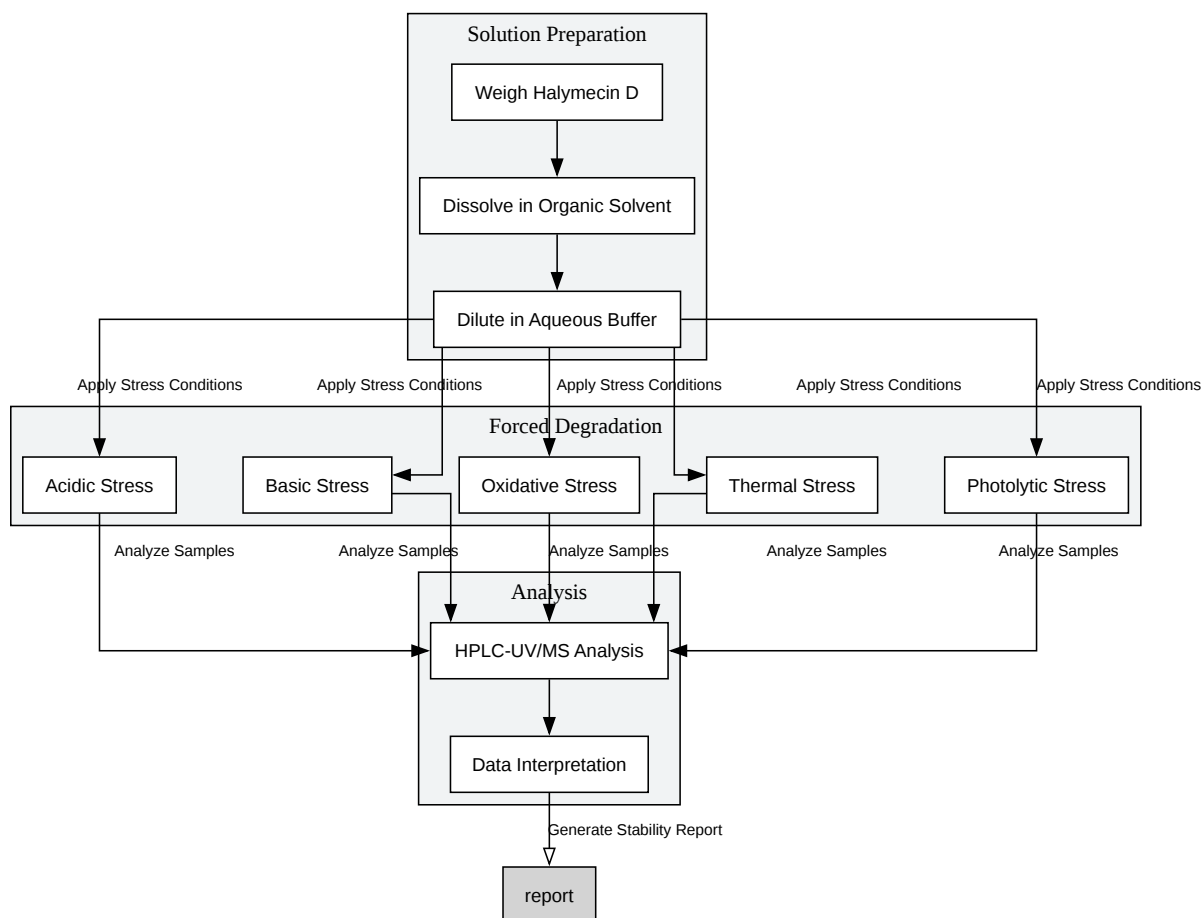 Solution Preparation
Weigh Halymecin D
Dissolve in Organic Solvent
Dilute in Aqueous Buffer
Apply Stress Conditions
Apply Stress Conditions
Apply Stress Conditions
Apply Stress Conditions
Apply Stress Conditions
Forced Degradation
Acidic Stress
Basic Stress
Oxidative Stress
Thermal Stress
Photolytic Stress
Analyze Samples
Analyze Samples
Analyze Samples
Analyze Samples
Analyze Samples
Analysis
HPLC-UV/MS Analysis
Data Interpretation
Generate Stability Report
report